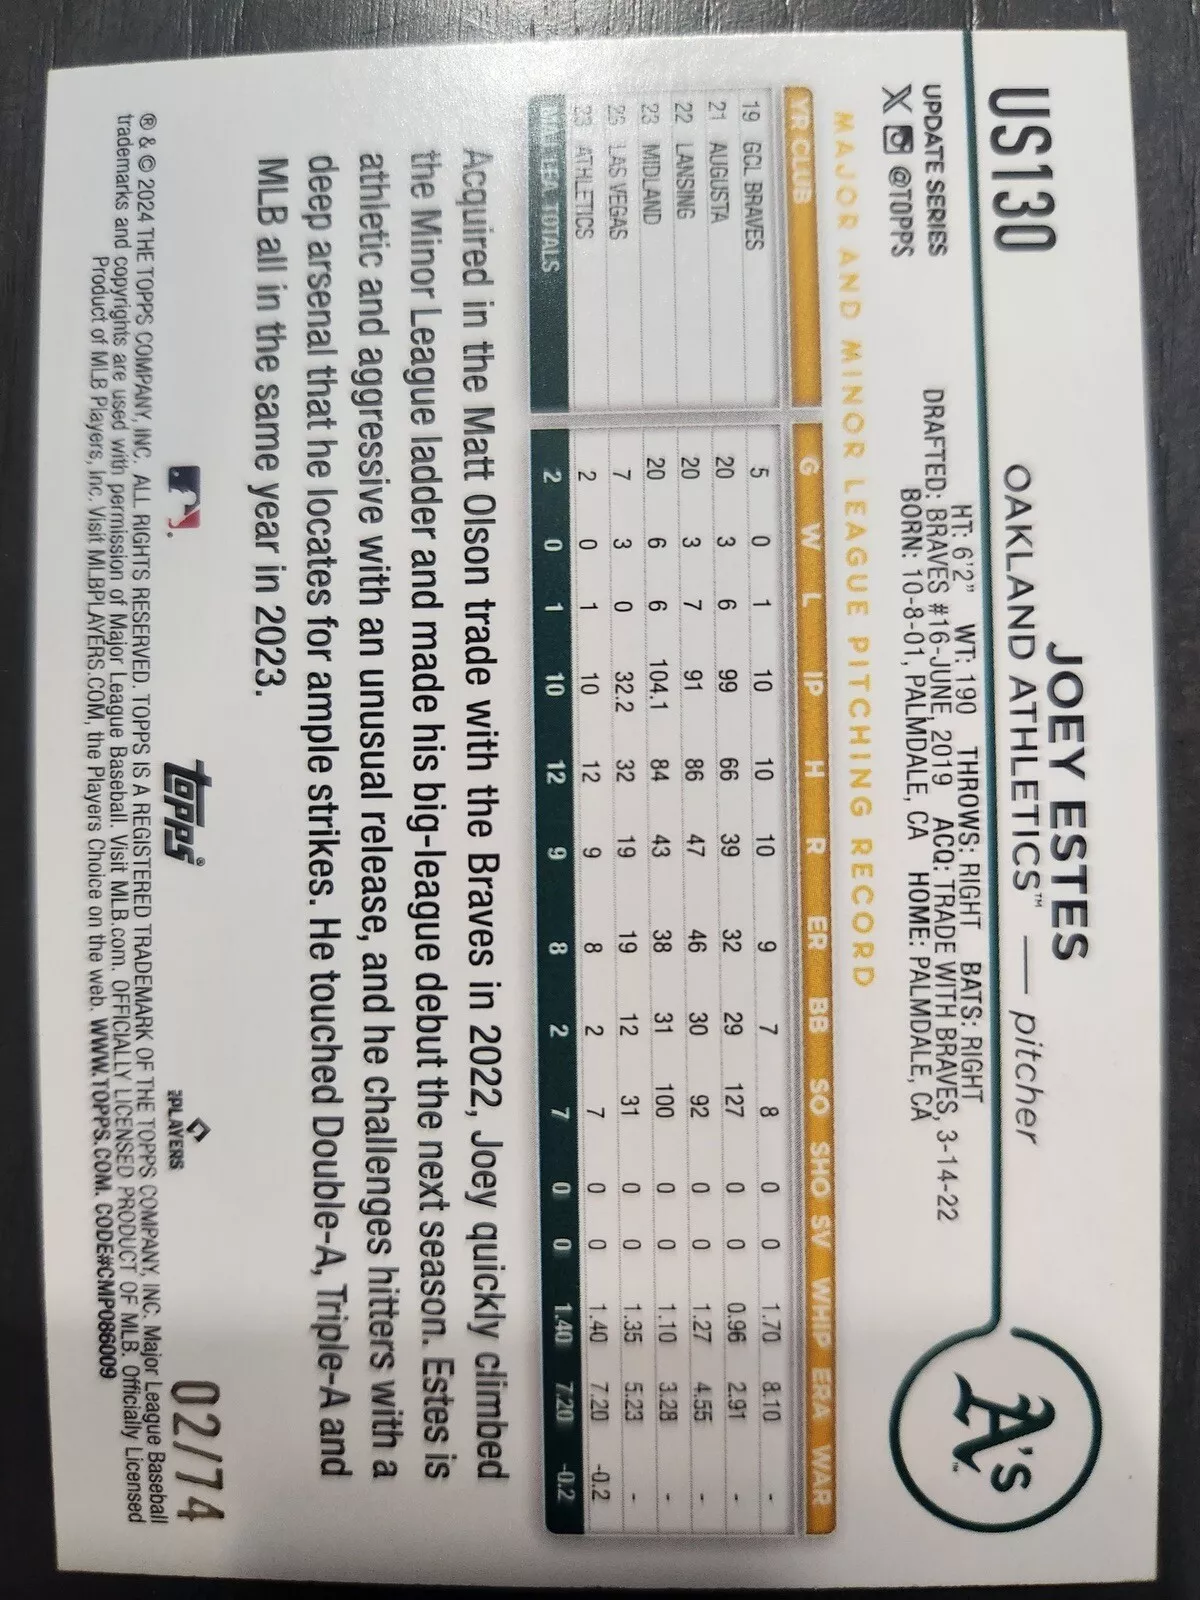 US130
UPDATE SERIES
X @TOPPS
JOEY ESTES
OAKLAND ATHLETICS™ — pitcher
HT: 6'2" WT: 190 THROWS: RIGHT BATS: RIGHT
DRAFTED: BRAVES #16-JUNE, 2019 ACQ: TRADE WITH BRAVES, 3-14-22
BORN: 10-8-01, PALMDALE, CA HOME: PALMDALE, CA
A's™
MAJOR AND MINOR LEAGUE PITCHING RECORD
YR CLUB G W L IP H R ER BB SO SHO SV WHIP ERA WAR
19 GCL BRAVES 5 0 1 10 10 10 9 7 8 0 0 1.70 8.10 -
21 AUGUSTA 20 3 6 99 66 39 32 29 127 0 0 0.96 2.91 -
22 LANSING 20 3 7 91 86 47 46 30 92 0 0 1.27 4.55 -
23 MIDLAND 20 6 6 104.1 84 43 38 31 100 0 0 1.10 3.28 -
LAS VEGAS 7 3 0 32.2 32 19 19 12 31 0 0 1.35 5.23 -
23 ATHLETICS 2 0 1 10 12 9 8 2 7 0 0 1.40 7.20 -0.2
TOTALS 2 0 1 10 12 9 8 2 7 0 0 1.40 7.20 -0.2
Acquired in the Matt Olson trade with the Braves in 2022, Joey quickly climbed
the Minor League ladder and made his big-league debut the next season. Estes is
athletic and aggressive with an unusual release, and he challenges hitters with a
deep arsenal that he locates for ample strikes. He touched Double-A, Triple-A and
MLB all in the same year in 2023.
topps®
PLAYERS
02/74
® & © 2024 THE TOPPS COMPANY, INC. ALL RIGHTS RESERVED. TOPPS IS A REGISTERED TRADEMARK OF THE TOPPS COMPANY, INC. Major League Baseball
trademarks and copyrights are used with permission of Major League Baseball. Visit MLB.com. OFFICIALLY LICENSED PRODUCT OF MLB. Officially Licensed
Product of MLB Players, Inc. Visit MLBPLAYERS.COM, the Players Choice on the web. WWW.TOPPS.COM. CODE#CMP086009